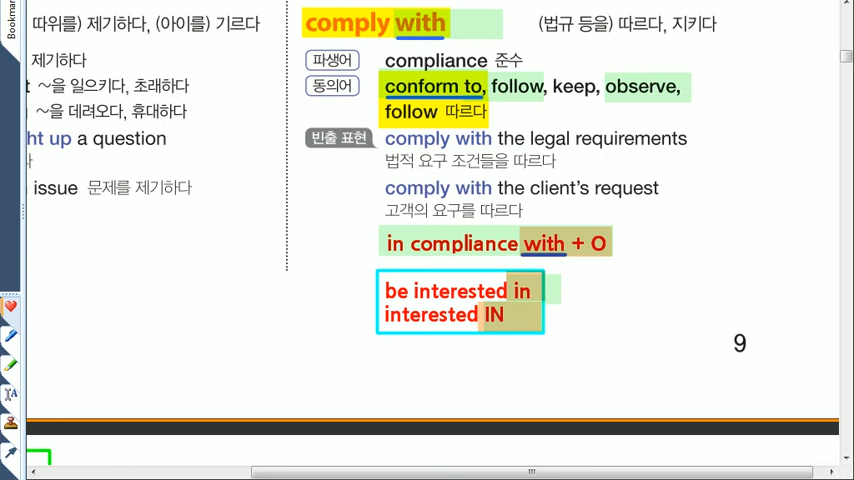 Bookmar
따위를) 제기하다, (아이를) 기르다
제기하다
t ~을 일으키다, 초래하다
~을 데려오다, 휴대하다
ht up a question
issue 문제를 제기하다
comply with (법규 등을) 따르다, 지키다
파생어 compliance 준수
동의어 conform to, follow, keep, observe,
follow 따르다
빈출 표현 comply with the legal requirements
법적 요구 조건들을 따르다
comply with the client's request
고객의 요구를 따르다
in compliance with + O
be interested in
interested IN
9